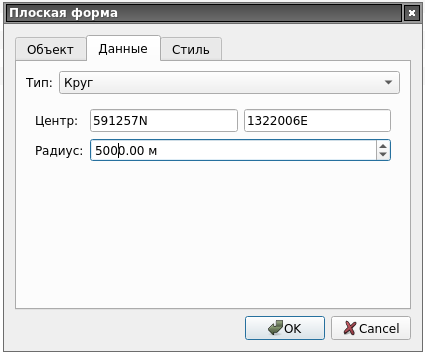 Плоская форма
Объект Данные Стиль
Тип: Круг
Центр: 591257N 1322006E
Радиус: 5000.00 м
OK Cancel